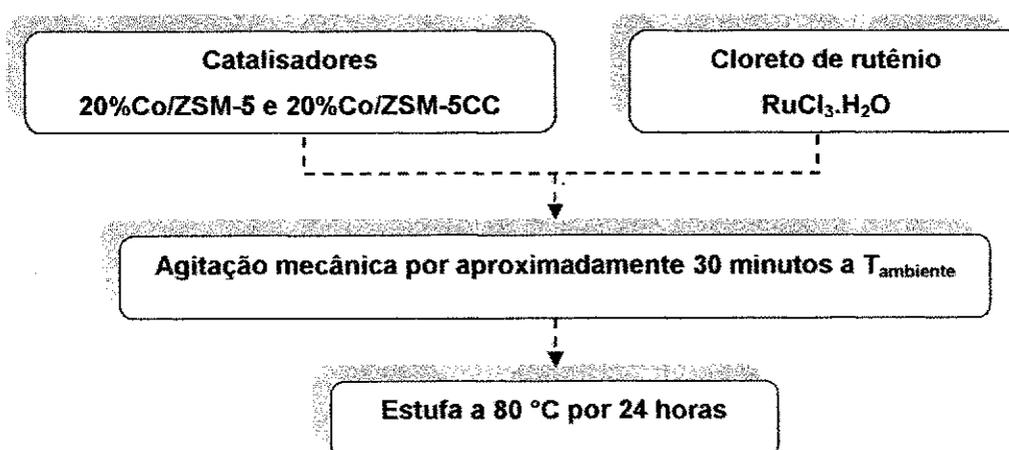 Catalisadores
20%Co/ZSM-5 e 20%Co/ZSM-5CC
Cloreto de rutênio
RuCl₃.H₂O
Agitação mecânica por aproximadamente 30 minutos a Tambiente
Estufa a 80 °C por 24 horas